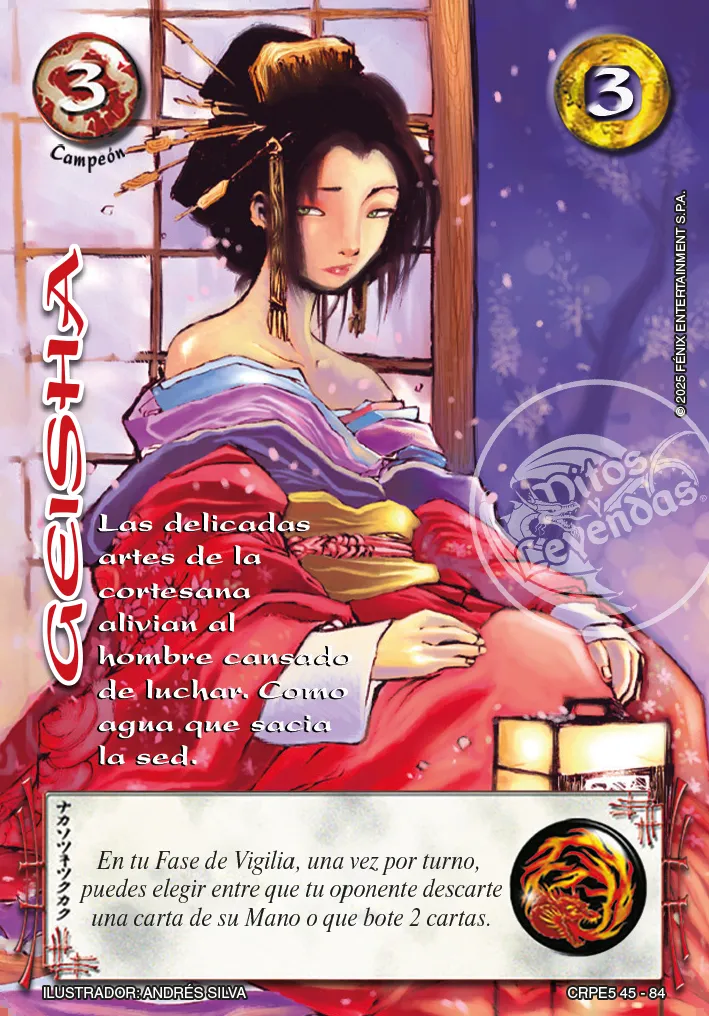 3
Campeón
3
© 2025 FÉNIX ENTERTAINMENT S.P.A.
GEISHA
Mitos
y
Leyendas®
Las delicadas
artes de la
cortesana
alivian al
hombre cansado
de luchar. Como
agua que sacia
la sed.
ナカソツネツクカク
En tu Fase de Vigilia, una vez por turno,
puedes elegir entre que tu oponente descarte
una carta de su Mano o que bote 2 cartas.
ILUSTRADOR: ANDRÉS SILVA
CRPE5 45 - 84